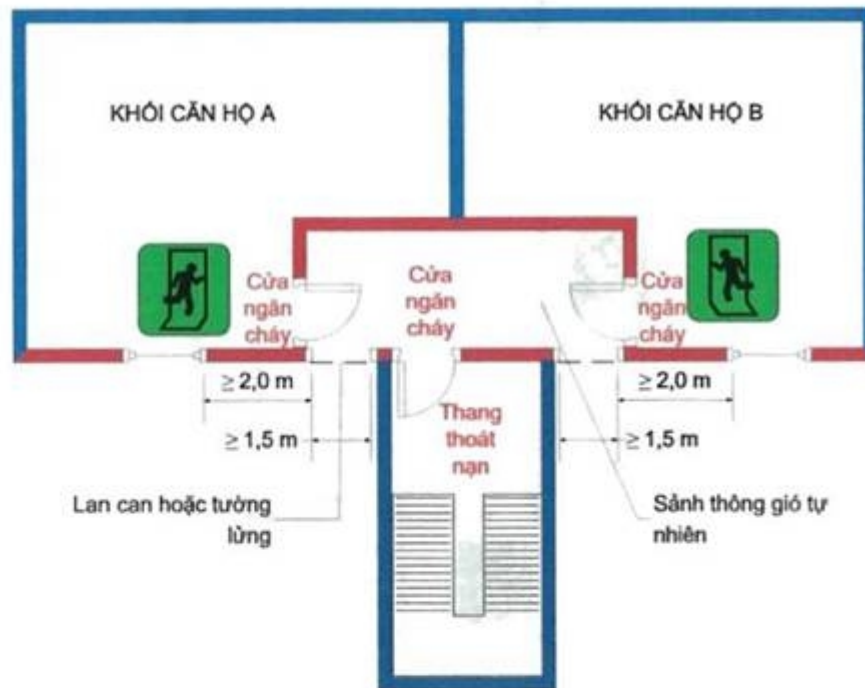 KHỐI CĂN HỘ A
KHỐI CĂN HỘ B
Cửa
ngăn
cháy
Cửa
ngăn
cháy
Cửa
ngăn
cháy
≥ 2,0 m
≥ 2,0 m
≥ 1,5 m
≥ 1,5 m
Thang
thoát
nạn
Lan can hoặc tường
lửng
Sảnh thông gió tự
nhiên